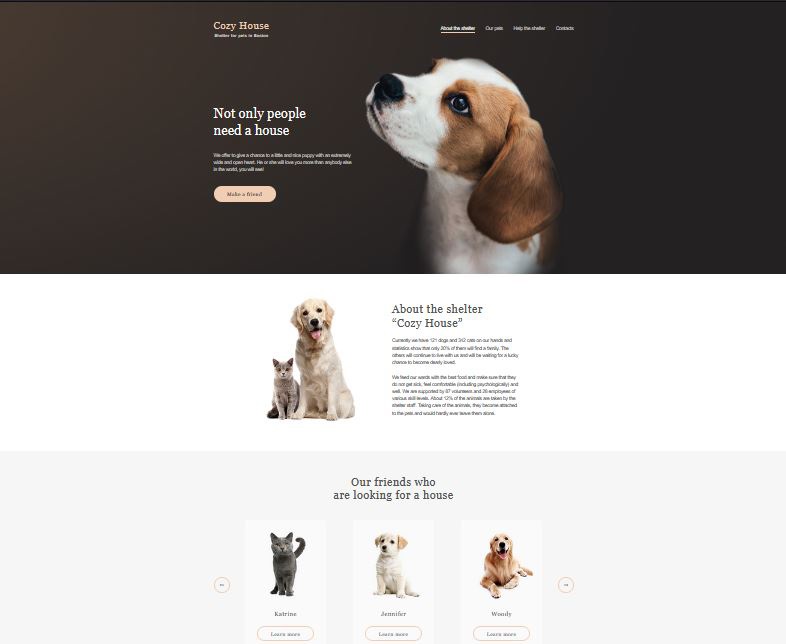 Cozy House
Shelter for pets in Boston
About the shelter
Our pets
Help the shelter
Contacts
Not only people
need a house
We offer to give a chance to a little and nice puppy with an extremely
wide and open heart. He or she will love you more than anybody else
in the world, you will see!
Make a friend
About the shelter
“Cozy House”
Currently we have 121 dogs and 342 cats on our hands and
statistics show that only 20% of them will find a family. The
others will continue to live with us and will be waiting for a lucky
chance to become dearly loved.
We feed our wards with the best food and make sure that they
do not get sick, feel comfortable (including psychologically) and
well. We are supported by 87 volunteers and 28 employees of
various skill levels. About 12% of the animals are taken by the
shelter staff. Taking care of the animals, they become attached
to the pets and would hardly ever leave them alone.
Our friends who
are looking for a house
Katrine
Jennifer
Woody
Learn more
Learn more
Learn more